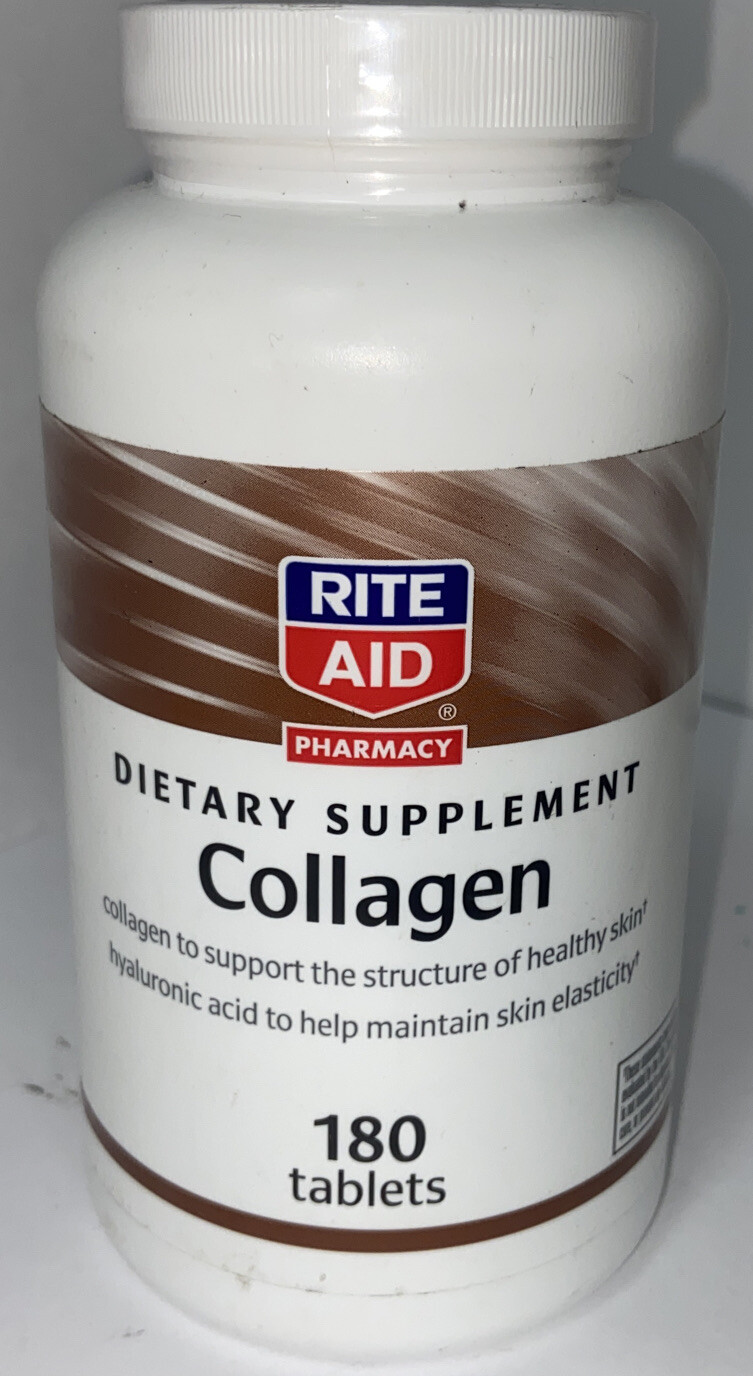 RITE
AID
®
PHARMACY
DIETARY SUPPLEMENT
Collagen
collagen to support the structure of healthy skin†
hyaluronic acid to help maintain skin elasticity†
180
tablets